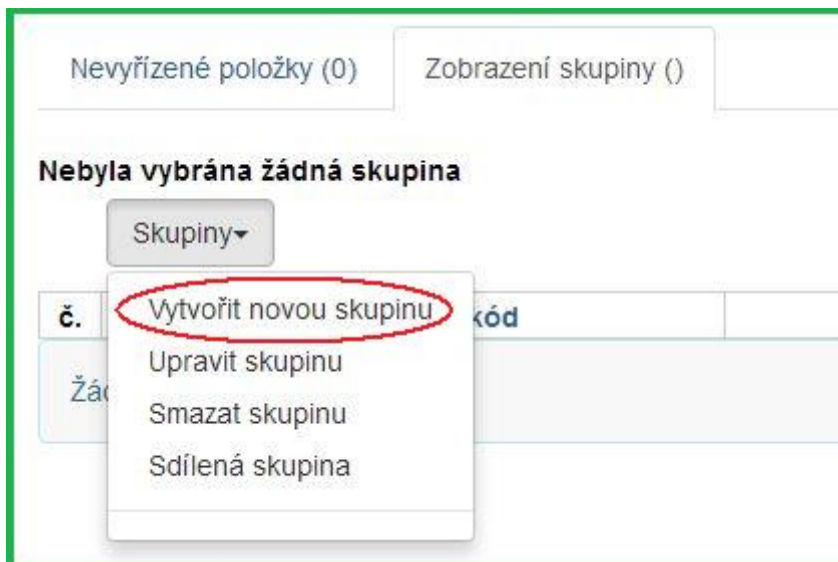 Nevyřízené položky (0) Zobrazení skupiny ()
Nebyla vybrána žádná skupina
Skupiny
č. kód
Vytvořit novou skupinu
Upravit skupinu
Smazat skupinu
Sdílená skupina